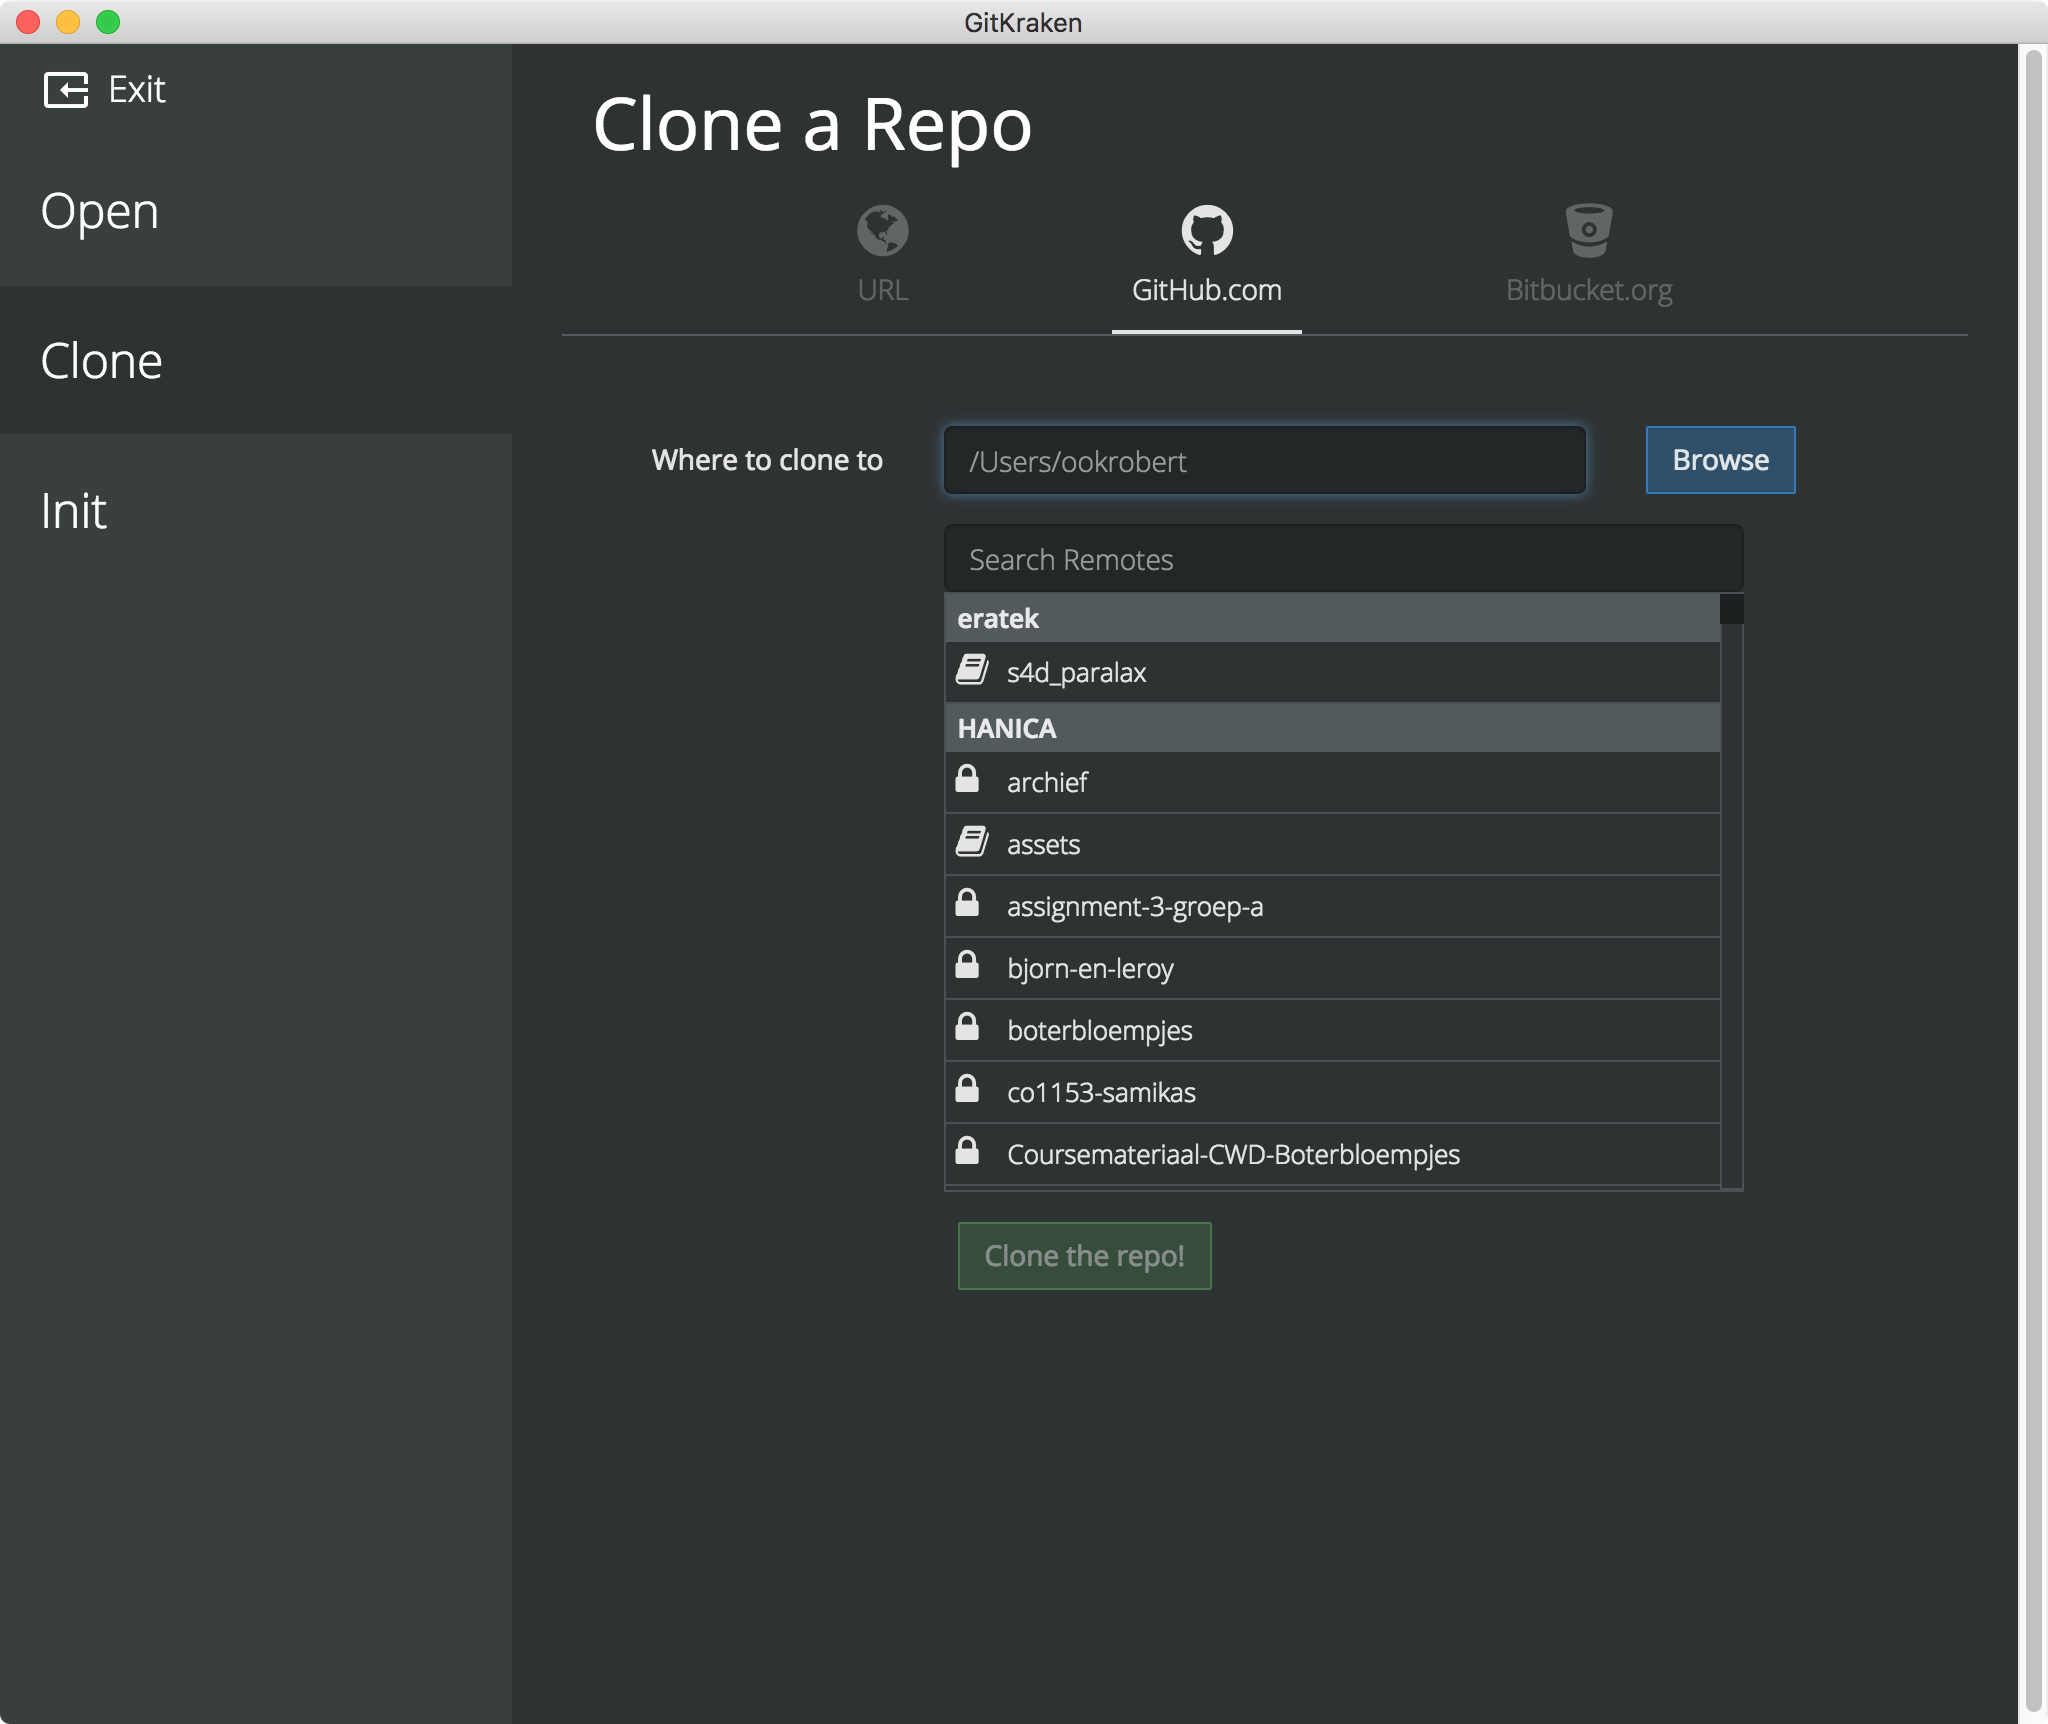 GitKraken
Exit
Open
Clone
Init
Clone a Repo
URL
GitHub.com
Bitbucket.org
Where to clone to
/Users/ookrobert
Browse
Search Remotes
eratek
s4d_paralax
HANICA
archief
assets
assignment-3-groep-a
bjorn-en-leroy
boterbloempjes
co1153-samikas
Coursemateriaal-CWD-Boterbloempjes
Clone the repo!